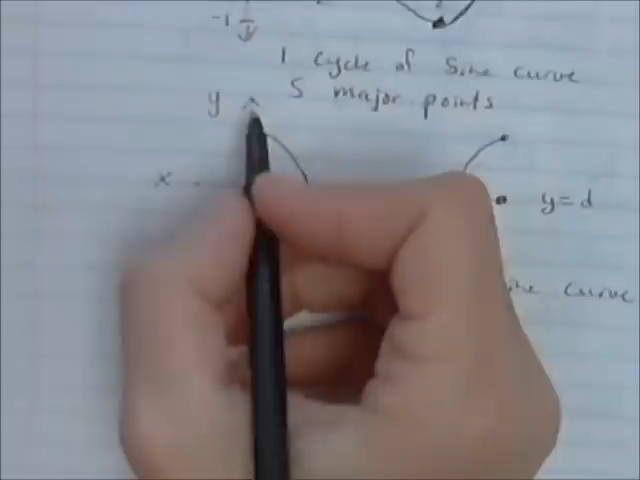 -1
1 cycle of sine curve
5 major points
y
x
y=d
curve